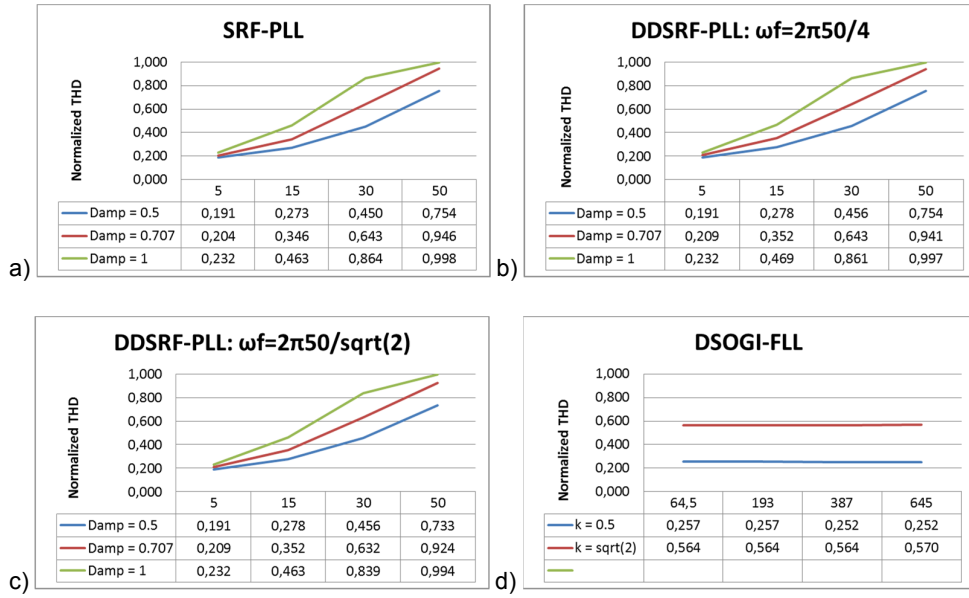 SRF-PLL
Normalized THD
1,000
0,800
0,600
0,400
0,200
0,000
5 15 30 50
Damp = 0.5 0,191 0,273 0,450 0,754
Damp = 0.707 0,204 0,346 0,643 0,946
Damp = 1 0,232 0,463 0,864 0,998
a)
DDSRF-PLL: ωf=2π50/4
Normalized THD
1,000
0,800
0,600
0,400
0,200
0,000
5 15 30 50
Damp = 0.5 0,191 0,278 0,456 0,754
Damp = 0.707 0,209 0,352 0,643 0,941
Damp = 1 0,232 0,469 0,861 0,997
b)
DDSRF-PLL: ωf=2π50/sqrt(2)
Normalized THD
1,000
0,800
0,600
0,400
0,200
0,000
5 15 30 50
Damp = 0.5 0,191 0,278 0,456 0,733
Damp = 0.707 0,209 0,352 0,632 0,924
Damp = 1 0,232 0,463 0,839 0,994
c)
DSOGI-FLL
Normalized THD
1,000
0,800
0,600
0,400
0,200
0,000
64,5 193 387 645
k = 0.5 0,257 0,257 0,252 0,252
k = sqrt(2) 0,564 0,564 0,564 0,570
d)